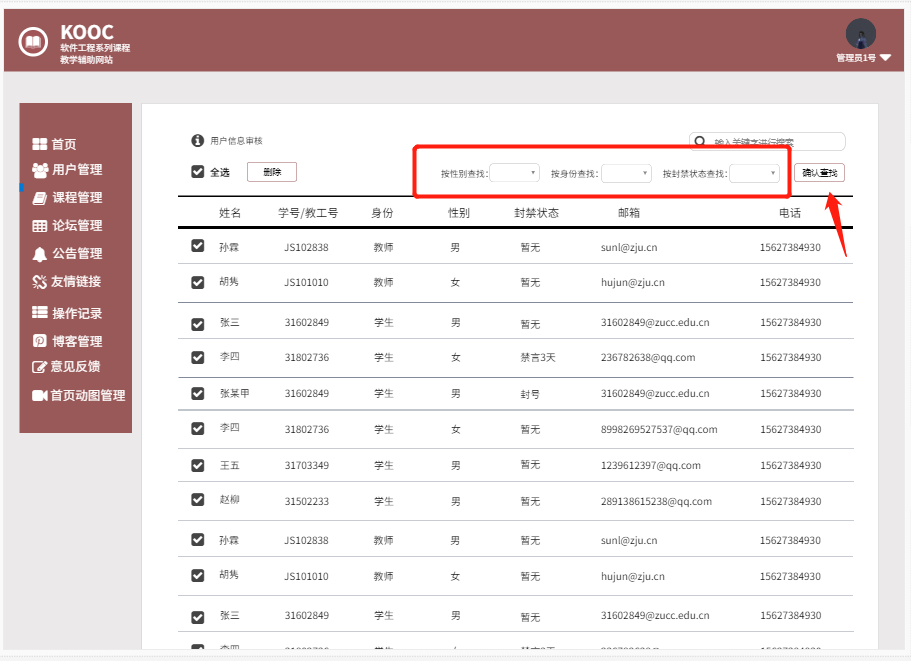 KOOC
软件工程系列课程
教学辅助网站
管理员1号
首页
用户管理
课程管理
论坛管理
公告管理
友情链接
操作记录
博客管理
意见反馈
首页动图管理
用户信息审核
输入关键字进行搜索
全选 删除 按性别查找: 按身份查找: 按封禁状态查找: 确认查找
姓名 学号/教工号 身份 性别 封禁状态 邮箱 电话
孙霖 JS102838 教师 男 暂无 sunl@zju.cn 15627384930
胡隽 JS101010 教师 女 暂无 hujun@zju.cn 15627384930
张三 31602849 学生 男 暂无 31602849@zucc.edu.cn 15627384930
李四 31802736 学生 女 禁言3天 236782638@qq.com 15627384930
张某甲 31602849 学生 男 封号 31602849@zucc.edu.cn 15627384930
李四 31802736 学生 女 暂无 8998269527537@qq.com 15627384930
王五 31703349 学生 男 暂无 1239612397@qq.com 15627384930
赵柳 31502233 学生 男 暂无 289138615238@qq.com 15627384930
孙霖 JS102838 教师 男 暂无 sunl@zju.cn 15627384930
胡隽 JS101010 教师 女 暂无 hujun@zju.cn 15627384930
张三 31602849 学生 男 暂无 31602849@zucc.edu.cn 15627384930